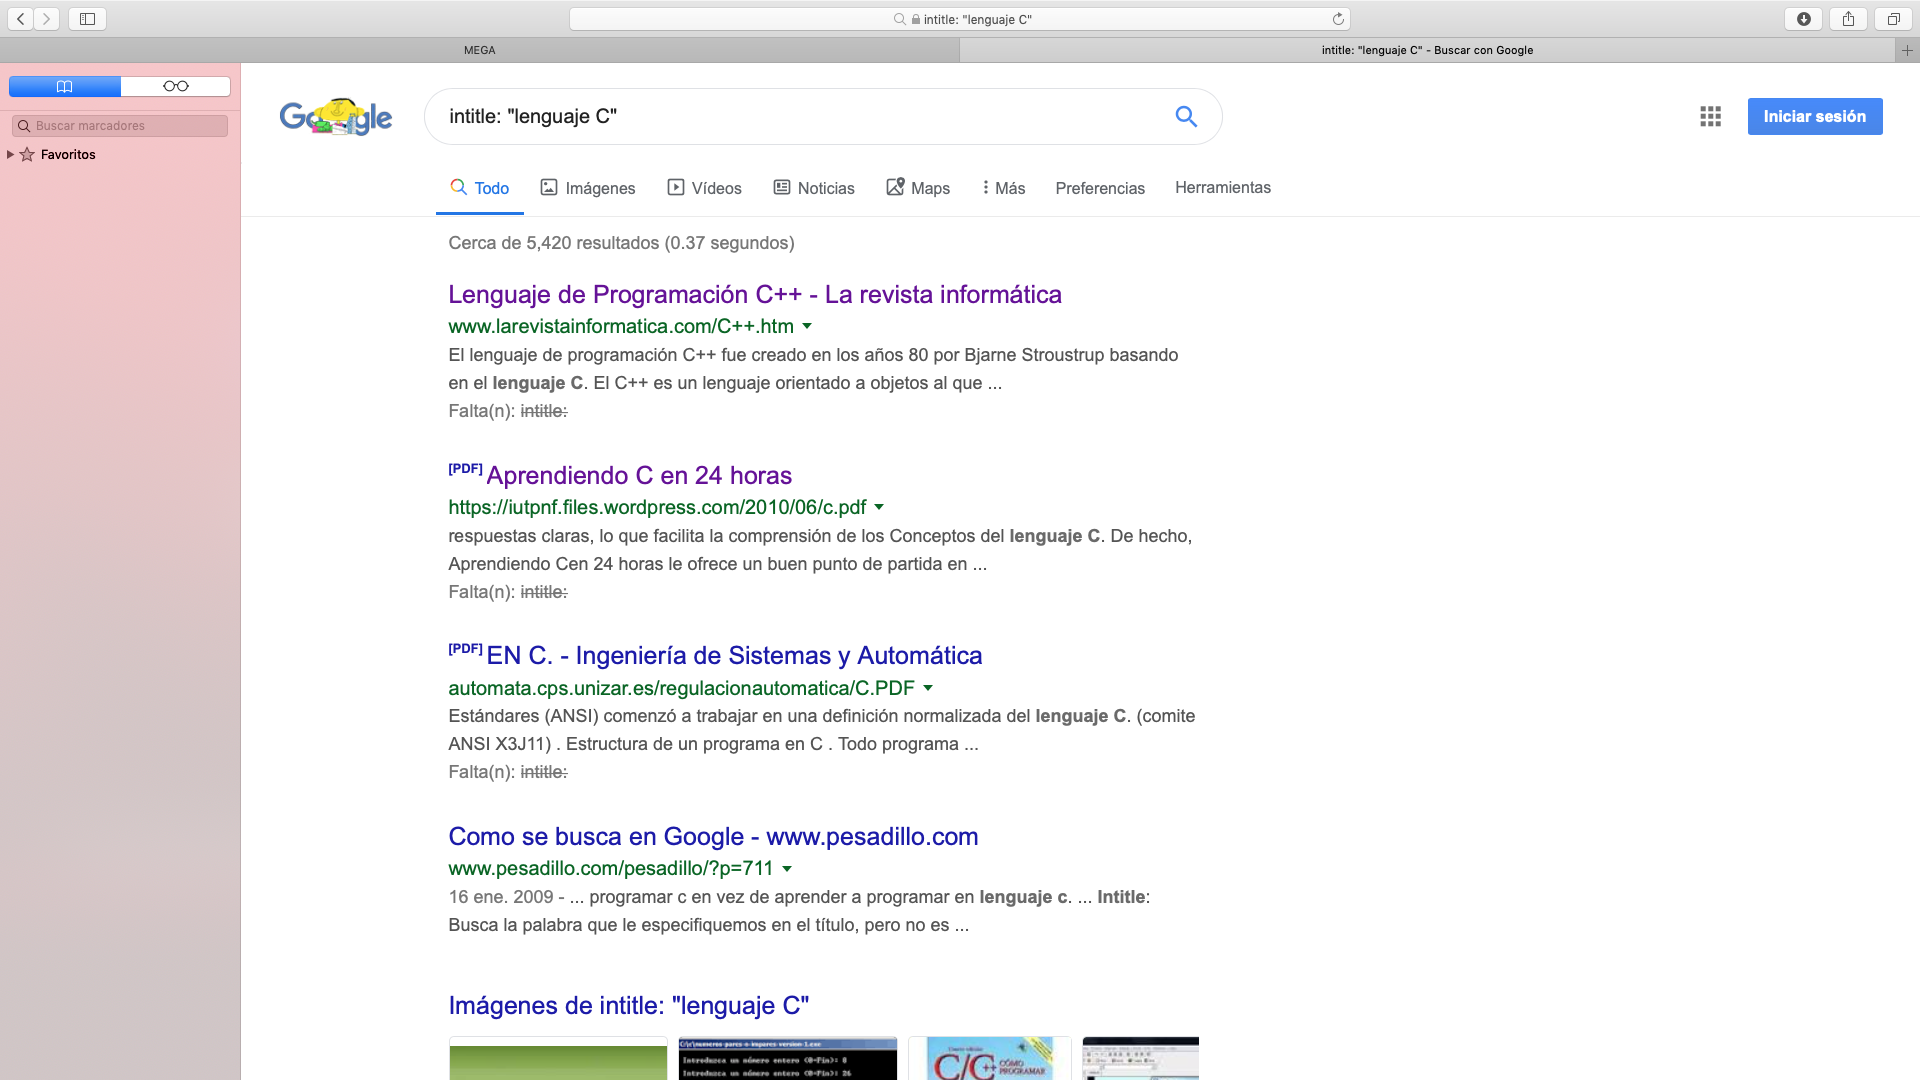 intitle: "lenguaje C"
MEGA
intitle: "lenguaje C" - Buscar con Google
Buscar marcadores
Favoritos
Google
intitle: "lenguaje C"
Iniciar sesión
Todo Imágenes Vídeos Noticias Maps Más Preferencias Herramientas
Cerca de 5,420 resultados (0.37 segundos)
Lenguaje de Programación C++ - La revista informática
www.larevistainformatica.com/C++.htm
El lenguaje de programación C++ fue creado en los años 80 por Bjarne Stroustrup basando
en el lenguaje C. El C++ es un lenguaje orientado a objetos al que ...
Falta(n): intitle:
[PDF] Aprendiendo C en 24 horas
https://iutpnf.files.wordpress.com/2010/06/c.pdf
respuestas claras, lo que facilita la comprensión de los Conceptos del lenguaje C. De hecho,
Aprendiendo Cen 24 horas le ofrece un buen punto de partida en ...
Falta(n): intitle:
[PDF] EN C. - Ingeniería de Sistemas y Automática
automata.cps.unizar.es/regulacionautomatica/C.PDF
Estándares (ANSI) comenzó a trabajar en una definición normalizada del lenguaje C. (comite
ANSI X3J11) . Estructura de un programa en C . Todo programa ...
Falta(n): intitle:
Como se busca en Google - www.pesadillo.com
www.pesadillo.com/pesadillo/?p=711
16 ene. 2009 - ... programar c en vez de aprender a programar en lenguaje c. ... Intitle:
Busca la palabra que le especifiquemos en el título, pero no es ...
Imágenes de intitle: "lenguaje C"
C:\c\numeros-pares-o-impares-version-1.exe
Introduzca un número entero (0=Fin): 8
Introduzca un número entero (0=Fin): 26
C/C++
CÓMO
PROGRAMAR